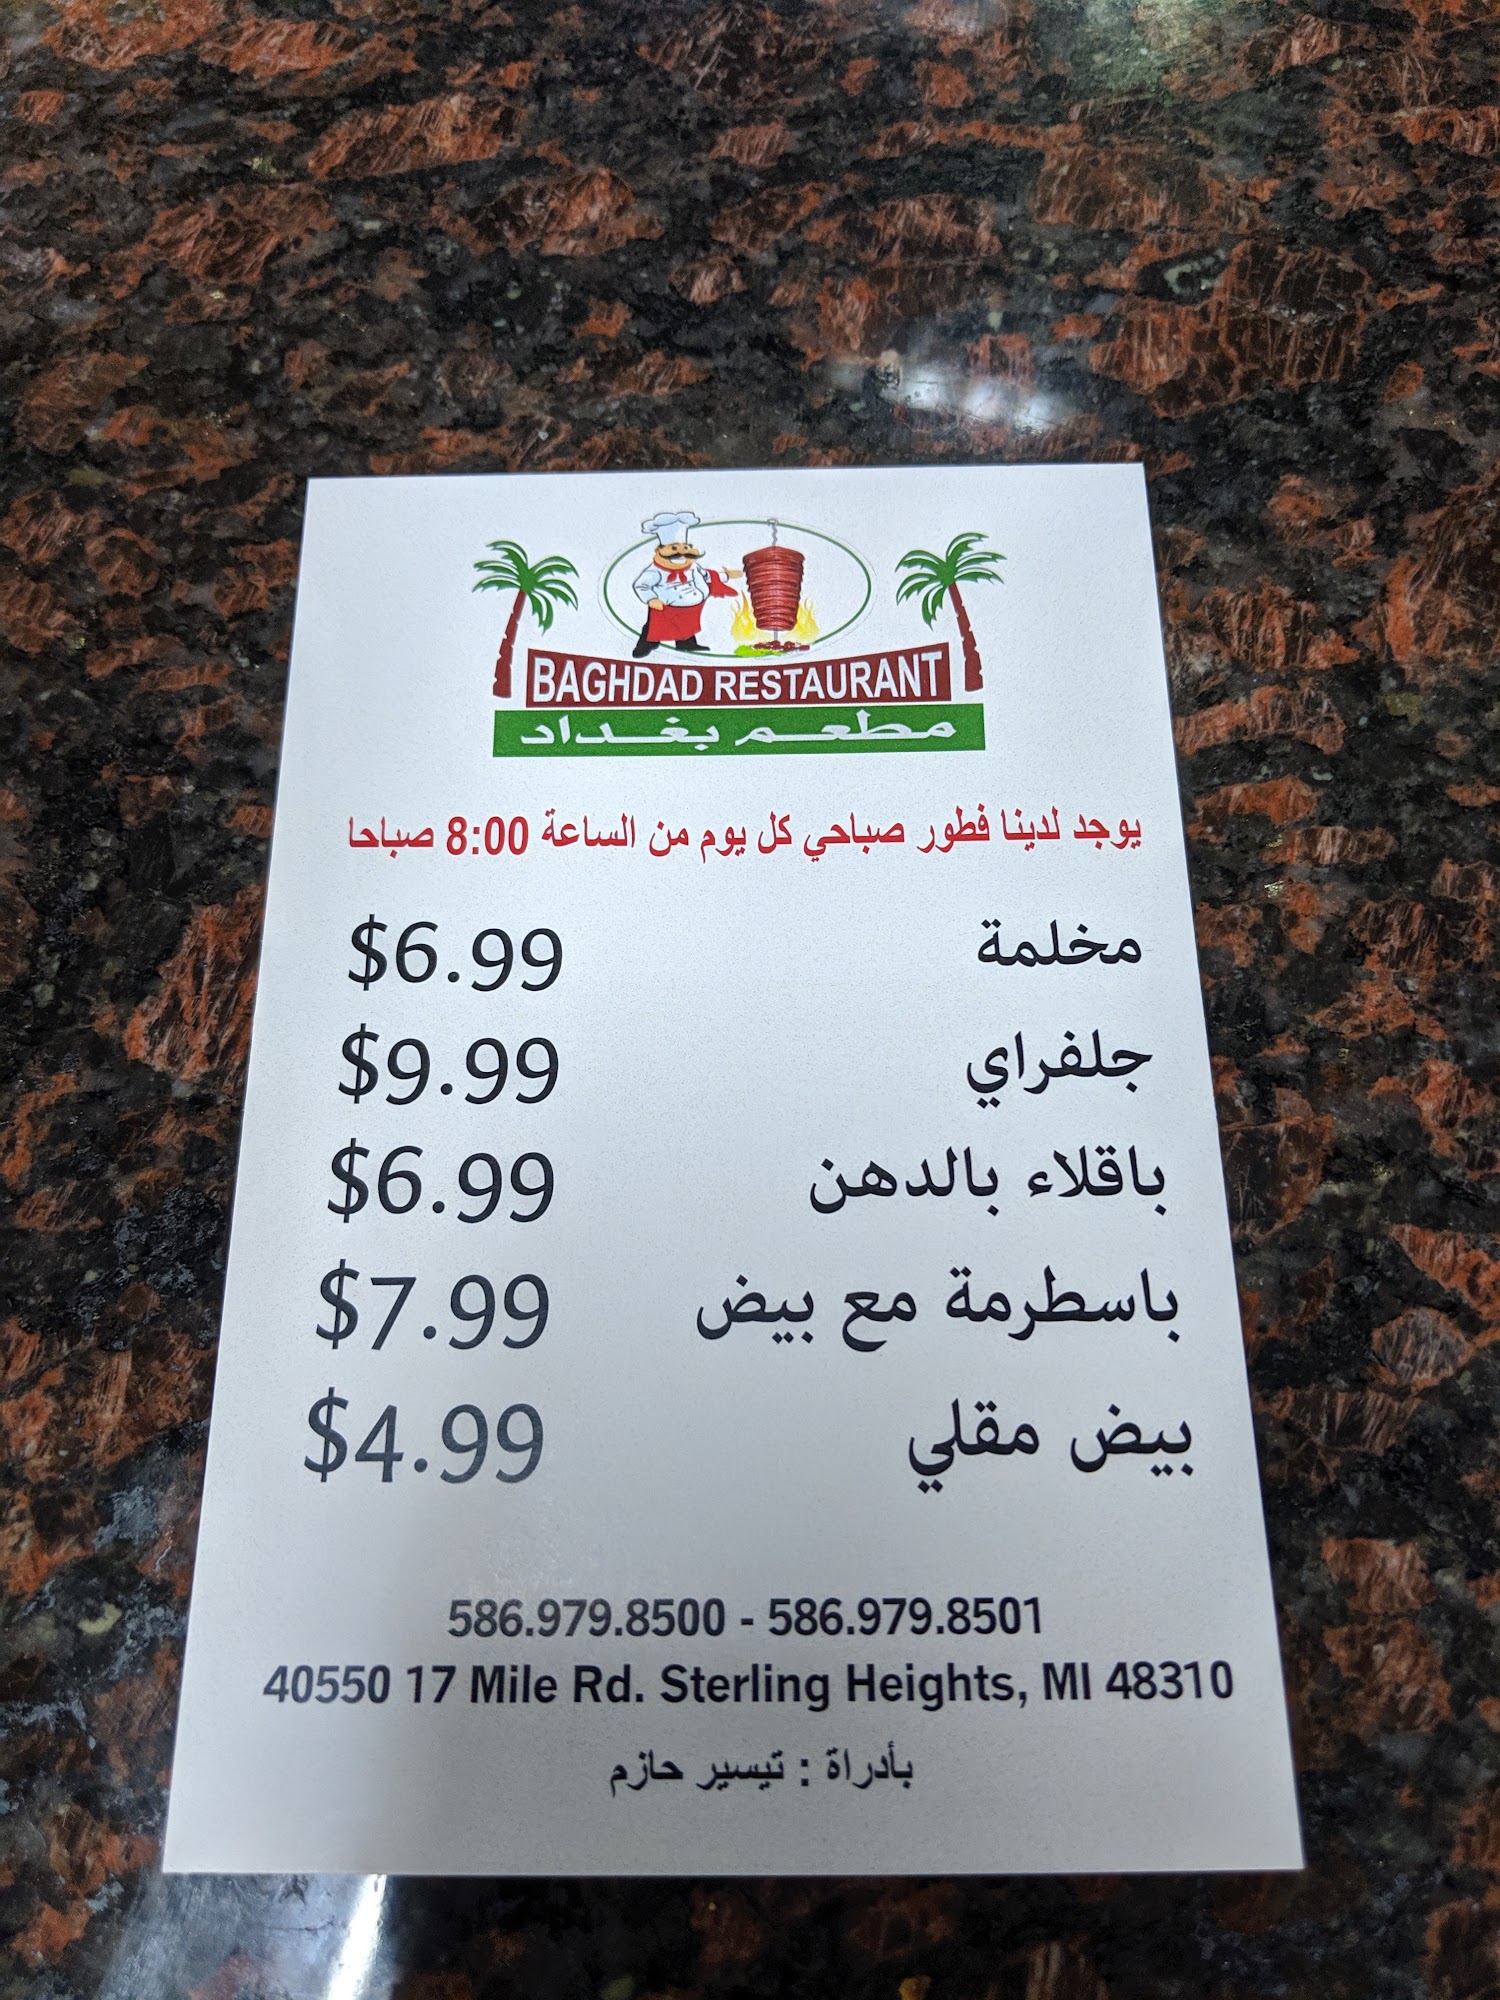 BAGHDAD RESTAURANT
مطعم بغداد
يوجد لدينا فطور صباحي كل يوم من الساعة 8:00 صباحا
مخلمة $6.99
جلفراي $9.99
باقلاء بالدهن $6.99
باسطرمة مع بيض $7.99
بيض مقلي $4.99
586.979.8500 - 586.979.8501
40550 17 Mile Rd. Sterling Heights, MI 48310
بأدراة : تيسير حازم